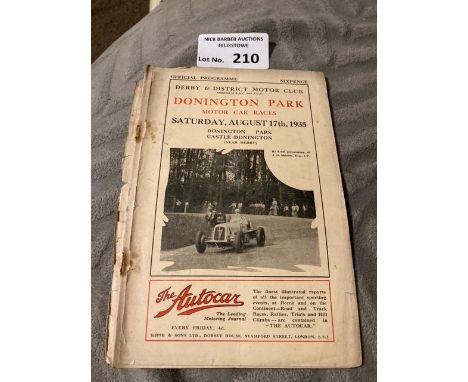 NICK BARBER AUCTIONS
FELIXSTOWE
Lot No. 210
OFFICIAL PROGRAMME SIXPENCE
DERBY & DISTRICT MOTOR CLUB
DONINGTON PARK
MOTOR CAR RACES
SATURDAY, AUGUST 17th, 1935
DONINGTON PARK
CASTLE DONINGTON
(NEAR DERBY)
By kind permission of
The Autocar
The Leading
Motoring Journal
EVERY FRIDAY, 4d.
The finest illustrated reports
of all the important sporting
events, at Home and on the
Continent—Road and Track
Races, Rallies, Trials and Hill
Climbs — are contained in
"THE AUTOCAR."
ILIFFE & SONS LTD., DORSET HOUSE, STAMFORD STREET, LONDON, S.E.1